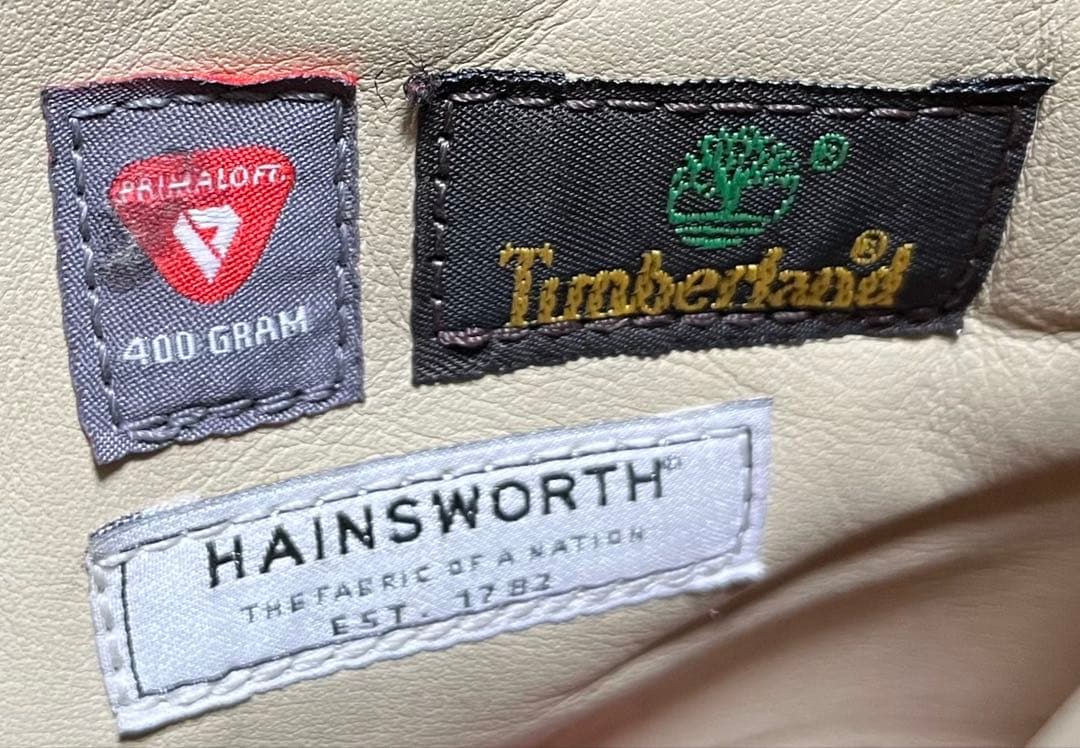 PRIMALOFT
400 GRAM
®
Timberland®
HAINSWORTH®
THE FABRIC OF A NATION
EST. 1782